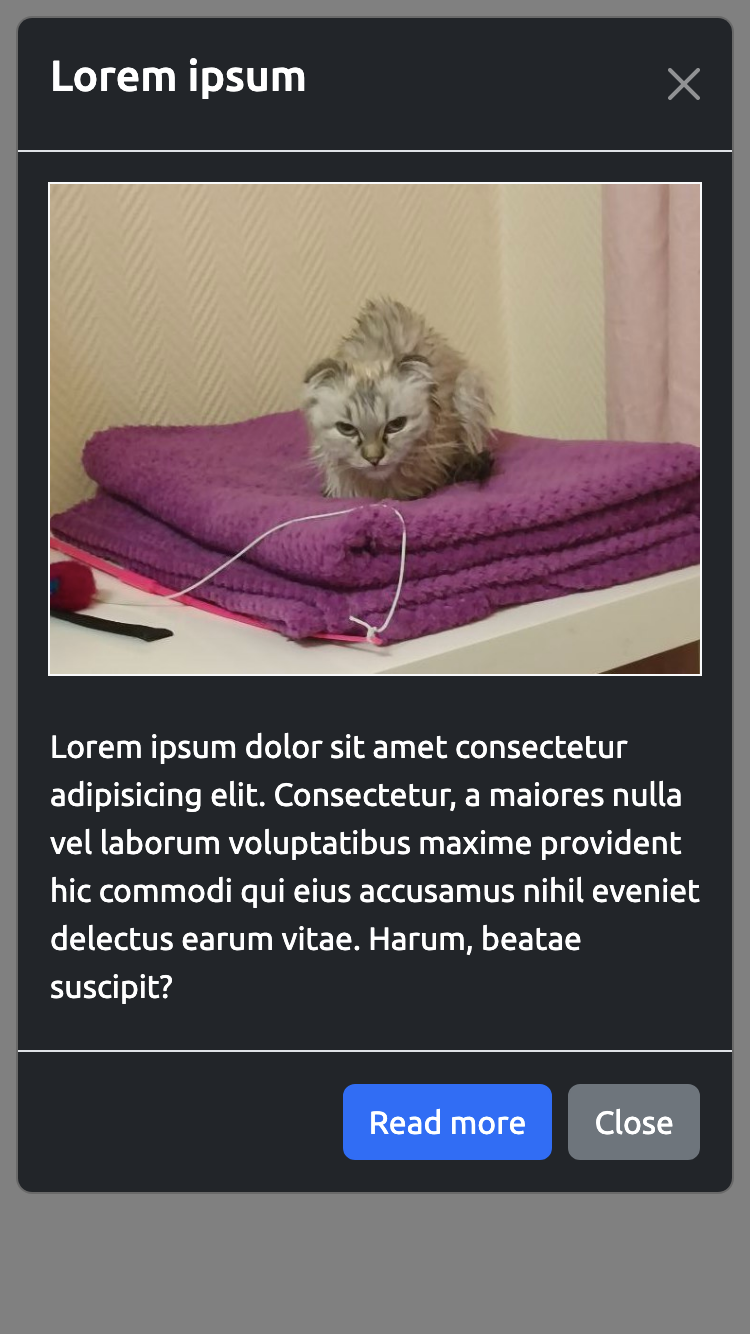 Lorem ipsum
Lorem ipsum dolor sit amet consectetur
adipisicing elit. Consectetur, a maiores nulla
vel laborum voluptatibus maxime provident
hic commodi qui eius accusamus nihil eveniet
delectus earum vitae. Harum, beatae
suscipit?
Read more Close